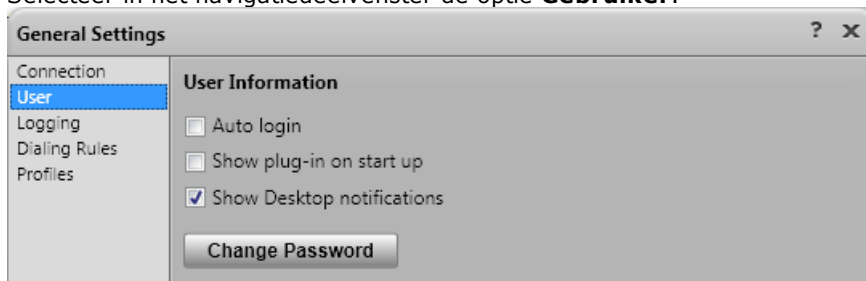 Selecteer in het navigatiedeelvenster de optie Gebruiker.
General Settings ? x
Connection
User
Logging
Dialing Rules
Profiles
User Information
Auto login
Show plug-in on start up
Show Desktop notifications
Change Password